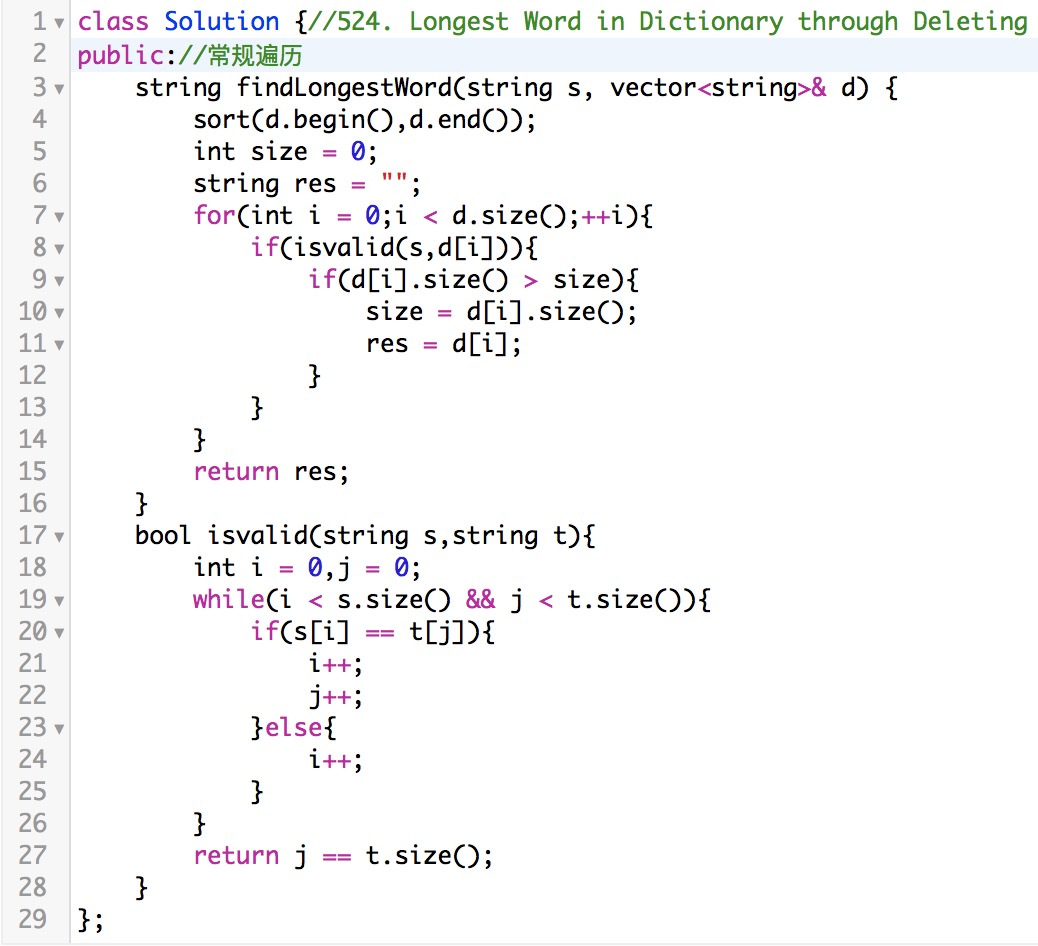 1 class Solution {//524. Longest Word in Dictionary through Deleting
2 public://常规遍历
3     string findLongestWord(string s, vector<string>& d) {
4         sort(d.begin(),d.end());
5         int size = 0;
6         string res = "";
7         for(int i = 0;i < d.size();++i){
8             if(isvalid(s,d[i])){
9                 if(d[i].size() > size){
10                     size = d[i].size();
11                     res = d[i];
12                 }
13             }
14         }
15         return res;
16     }
17     bool isvalid(string s,string t){
18         int i = 0,j = 0;
19         while(i < s.size() && j < t.size()){
20             if(s[i] == t[j]){
21                 i++;
22                 j++;
23             }else{
24                 i++;
25             }
26         }
27         return j == t.size();
28     }
29 };